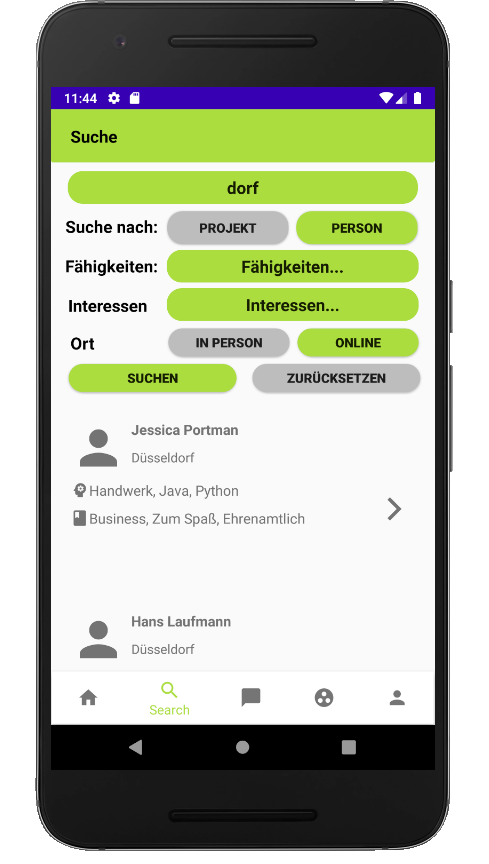 11:44
Suche
dorf
Suche nach: PROJEKT PERSON
Fähigkeiten: Fähigkeiten...
Interessen Interessen...
Ort IN PERSON ONLINE
SUCHEN ZURÜCKSETZEN
Jessica Portman
Düsseldorf
Handwerk, Java, Python
Business, Zum Spaß, Ehrenamtlich
Hans Laufmann
Düsseldorf
Search